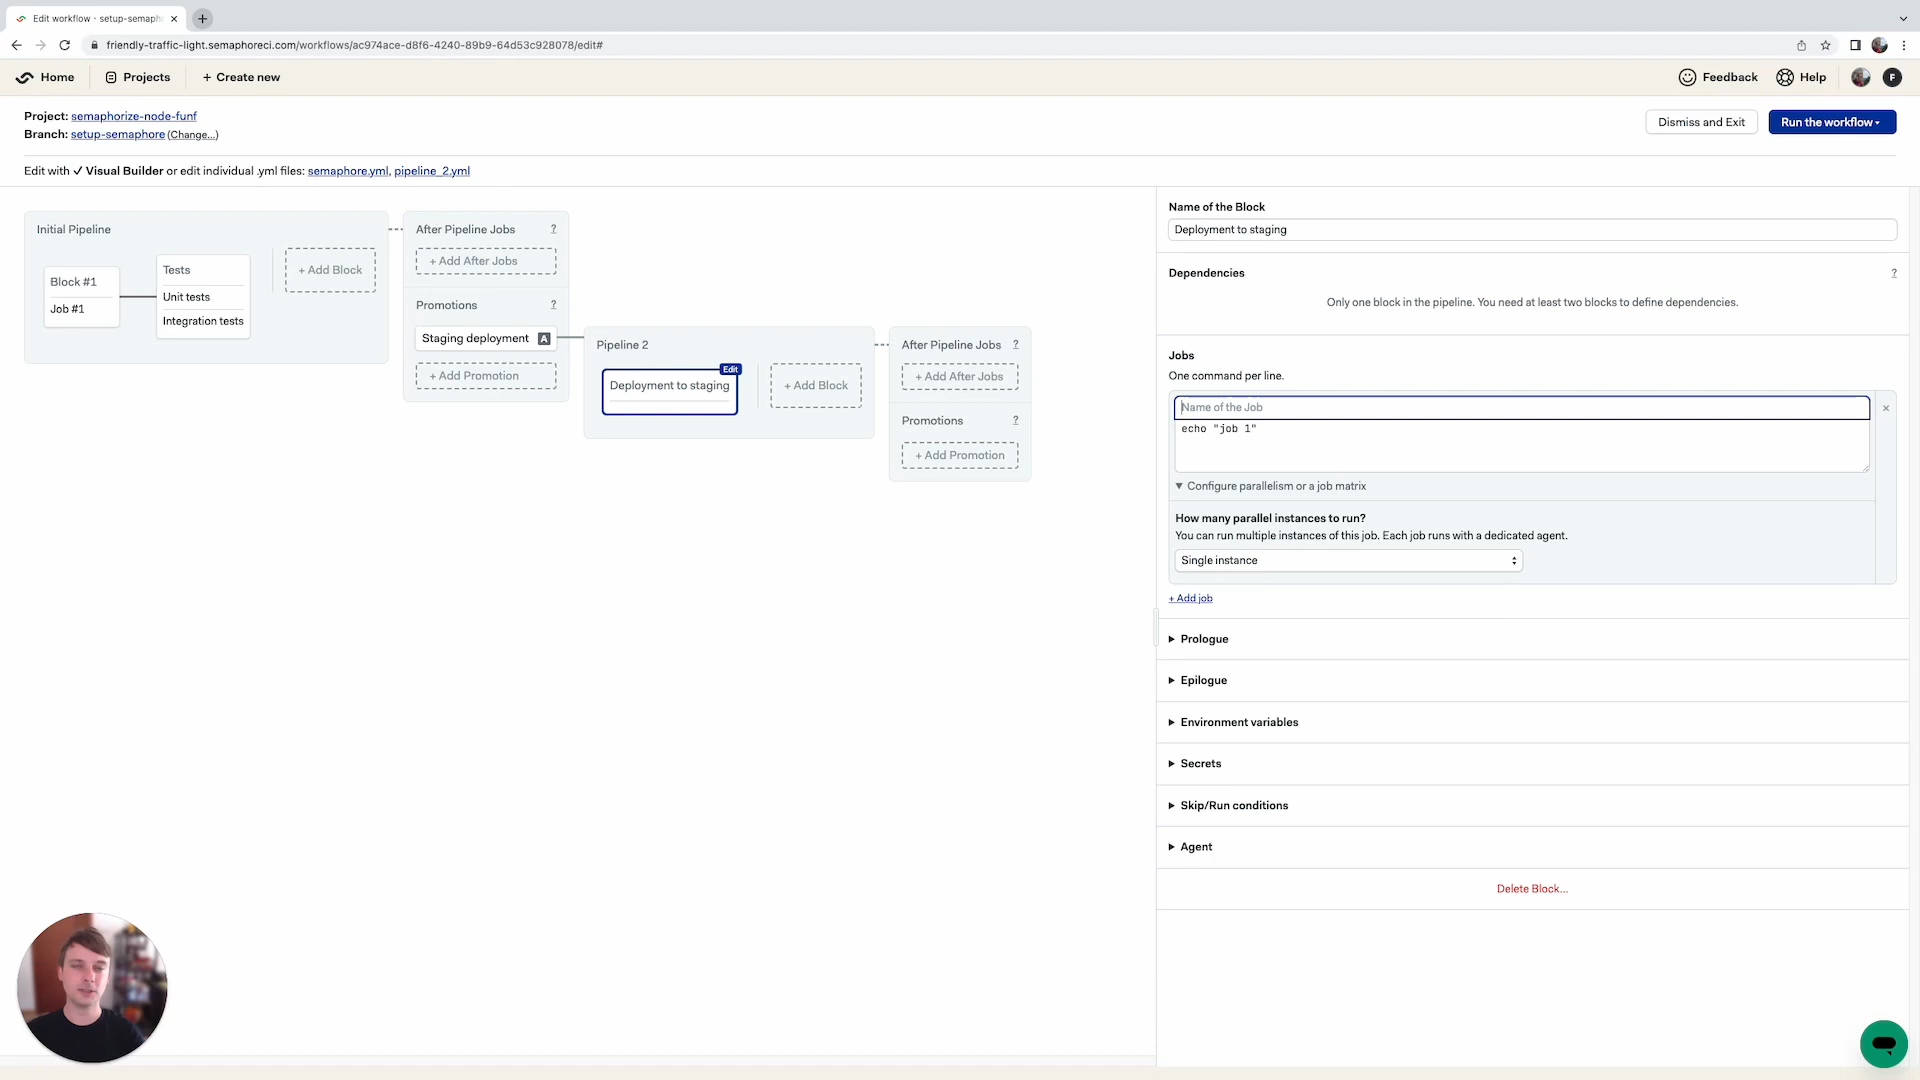 Edit workflow · setup-semaph
friendly-traffic-light.semaphoreci.com/workflows/ac974ace-d8f6-4240-89b9-64d53c928078/edit#
Home
Projects
+ Create new
Feedback
Help
F
Project: semaphorize-node-funf
Branch: setup-semaphore (Change...)
Dismiss and Exit
Run the workflow
Edit with ✓ Visual Builder or edit individual .yml files: semaphore.yml, pipeline_2.yml
Initial Pipeline
Block #1
Job #1
Tests
Unit tests
Integration tests
+ Add Block
After Pipeline Jobs ?
+ Add After Jobs
Promotions ?
Staging deployment A
+ Add Promotion
Pipeline 2
Edit
Deployment to staging
+ Add Block
After Pipeline Jobs ?
+ Add After Jobs
Promotions ?
+ Add Promotion
Name of the Block
Deployment to staging
Dependencies ?
Only one block in the pipeline. You need at least two blocks to define dependencies.
Jobs
One command per line.
Name of the Job
echo "job 1"
Configure parallelism or a job matrix
How many parallel instances to run?
You can run multiple instances of this job. Each job runs with a dedicated agent.
Single instance
+ Add job
Prologue
Epilogue
Environment variables
Secrets
Skip/Run conditions
Agent
Delete Block...